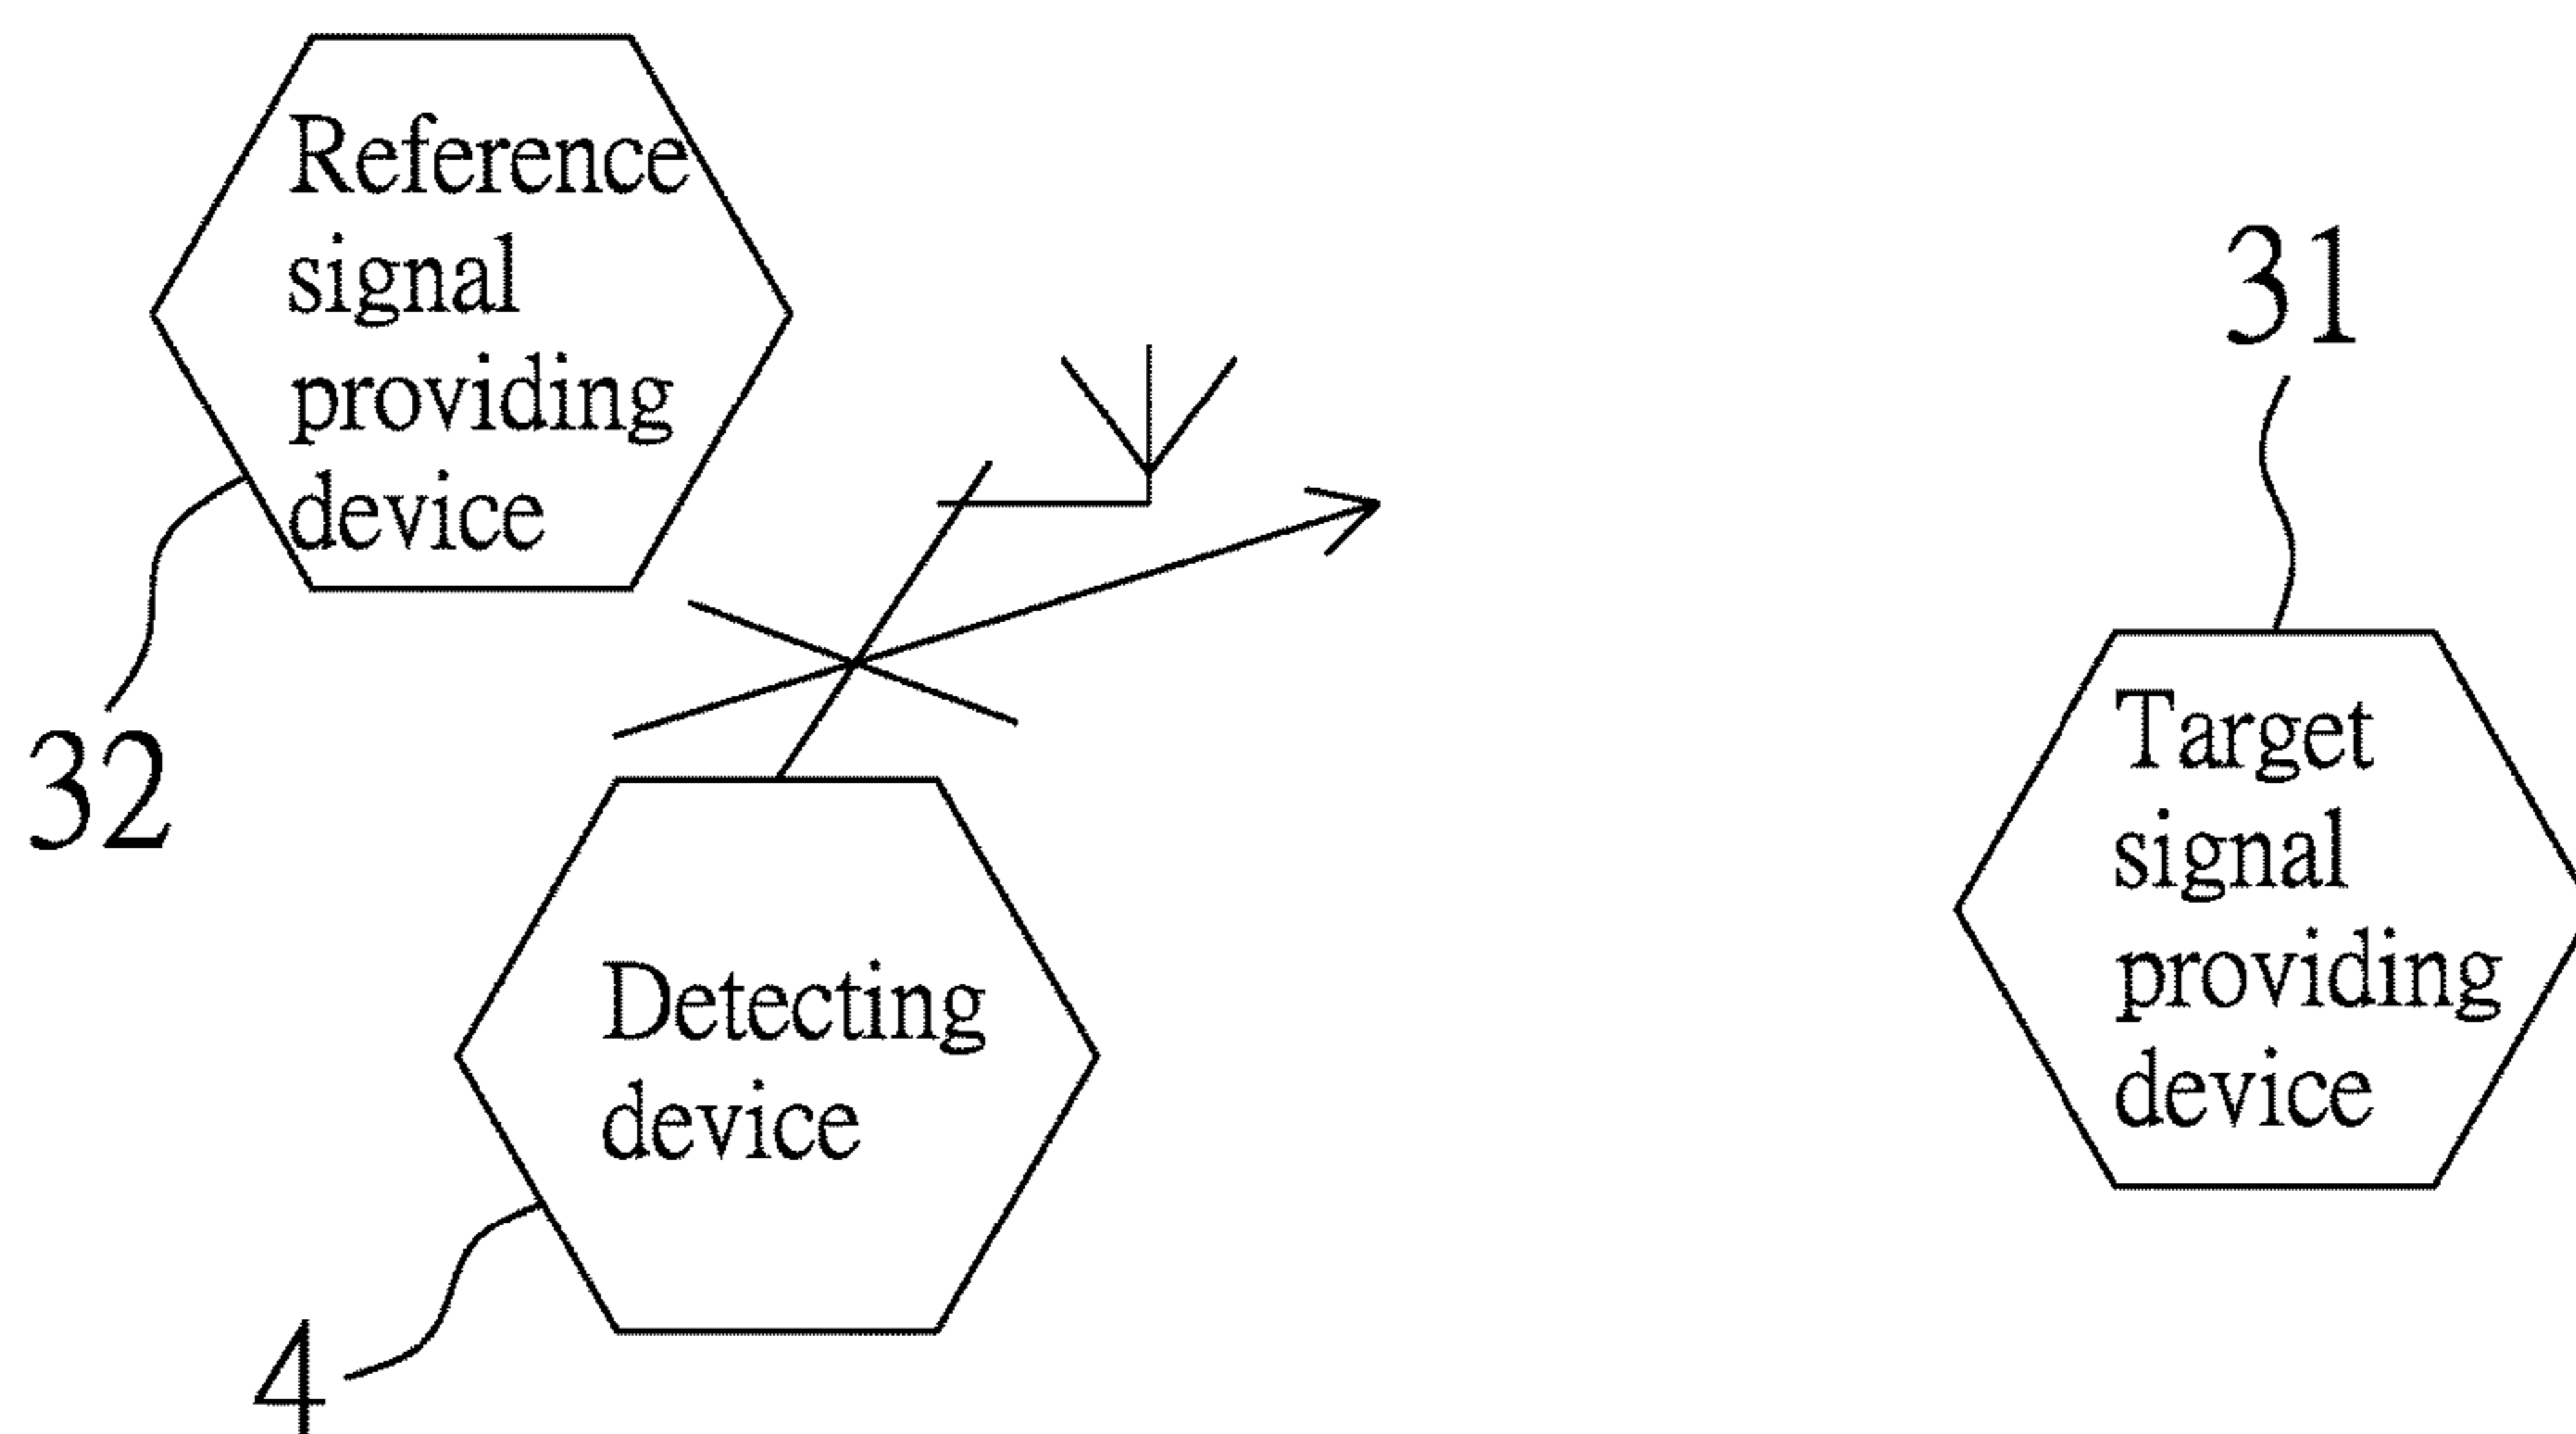 Reference
signal
providing
device
32
31
Target
signal
providing
device
Detecting
device
4